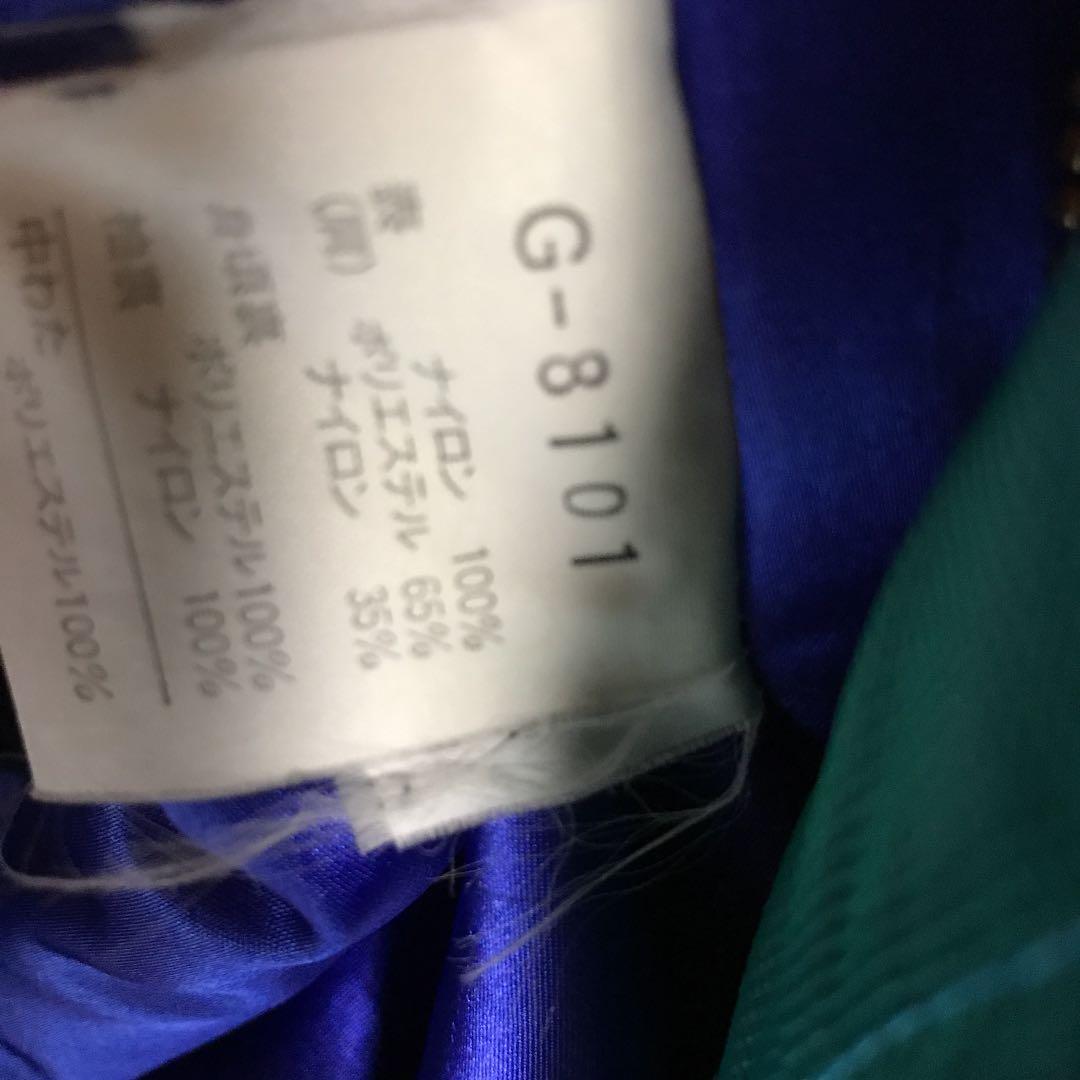 G-8101
表 ナイロン 100%
ポリエステル 65%
ナイロン 35%
身頃裏 ポリエステル100%
袖裏 ナイロン 100%
中わた ポリエステル100%